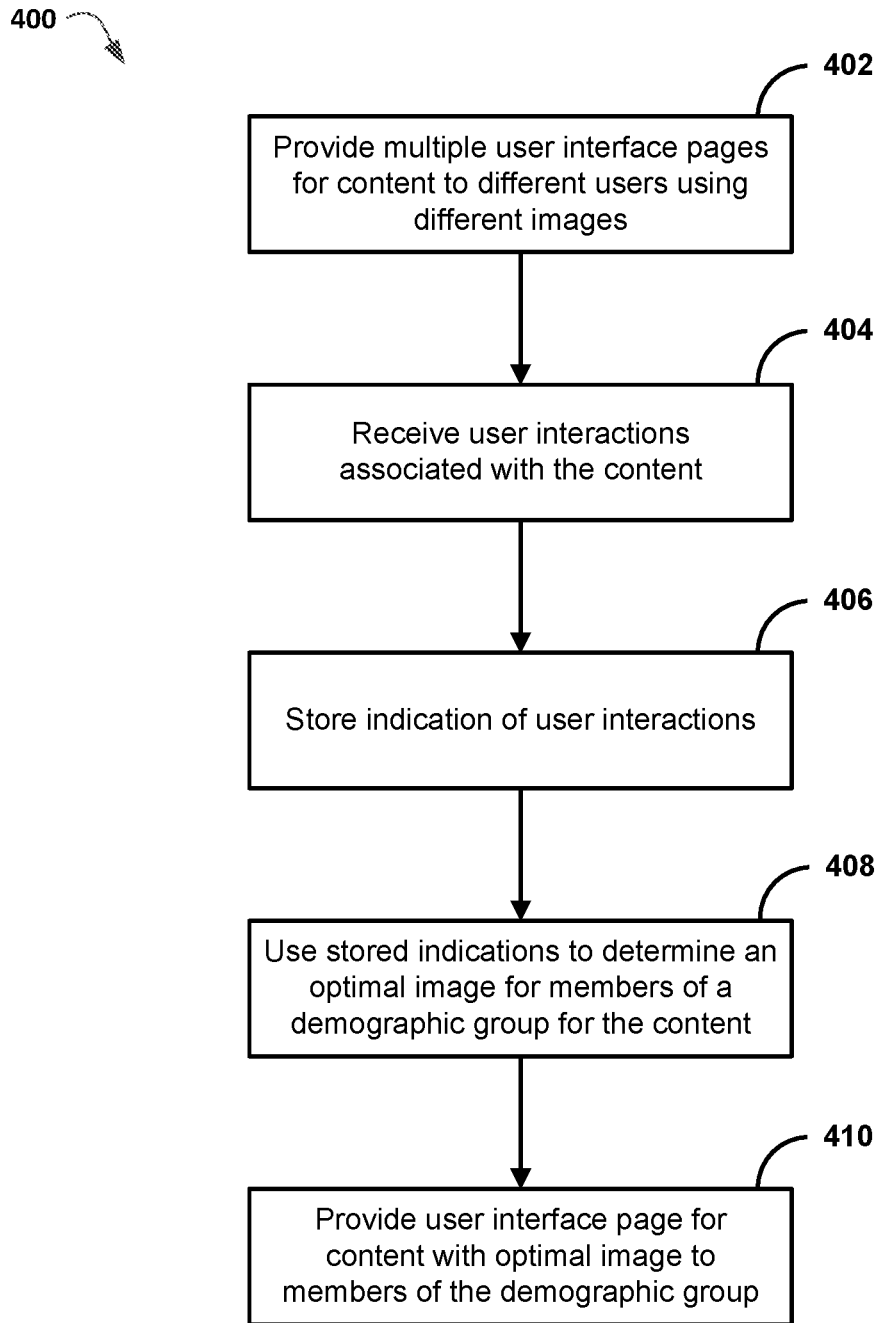 400
402
Provide multiple user interface pages
for content to different users using
different images
404
Receive user interactions
associated with the content
406
Store indication of user interactions
408
Use stored indications to determine an
optimal image for members of a
demographic group for the content
410
Provide user interface page for
content with optimal image to
members of the demographic group